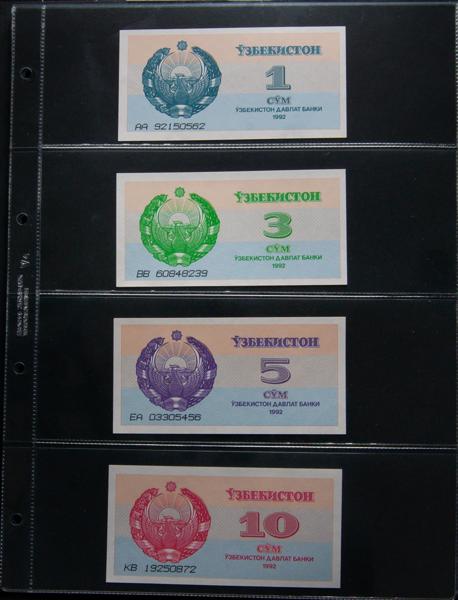 ЎЗБЕКИСТОН
1
СЎМ
ЎЗБЕКИСТОН ДАВЛАТ БАНКИ
1992
АА 92150562
ЎЗБЕКИСТОН
3
СЎМ
ЎЗБЕКИСТОН ДАВЛАТ БАНКИ
1992
ВВ 60848239
ЎЗБЕКИСТОН
5
СЎМ
ЎЗБЕКИСТОН ДАВЛАТ БАНКИ
1992
ЕА 03305456
ЎЗБЕКИСТОН
10
СЎМ
ЎЗБЕКИСТОН ДАВЛАТ БАНКИ
1992
КВ 19250872